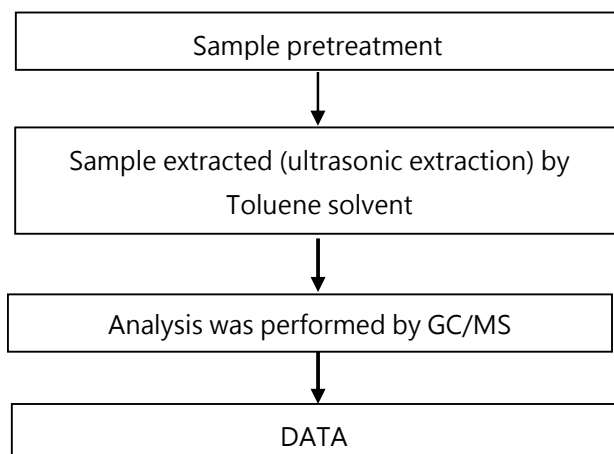 Sample pretreatment
Sample extracted (ultrasonic extraction) by
Toluene solvent
Analysis was performed by GC/MS
DATA